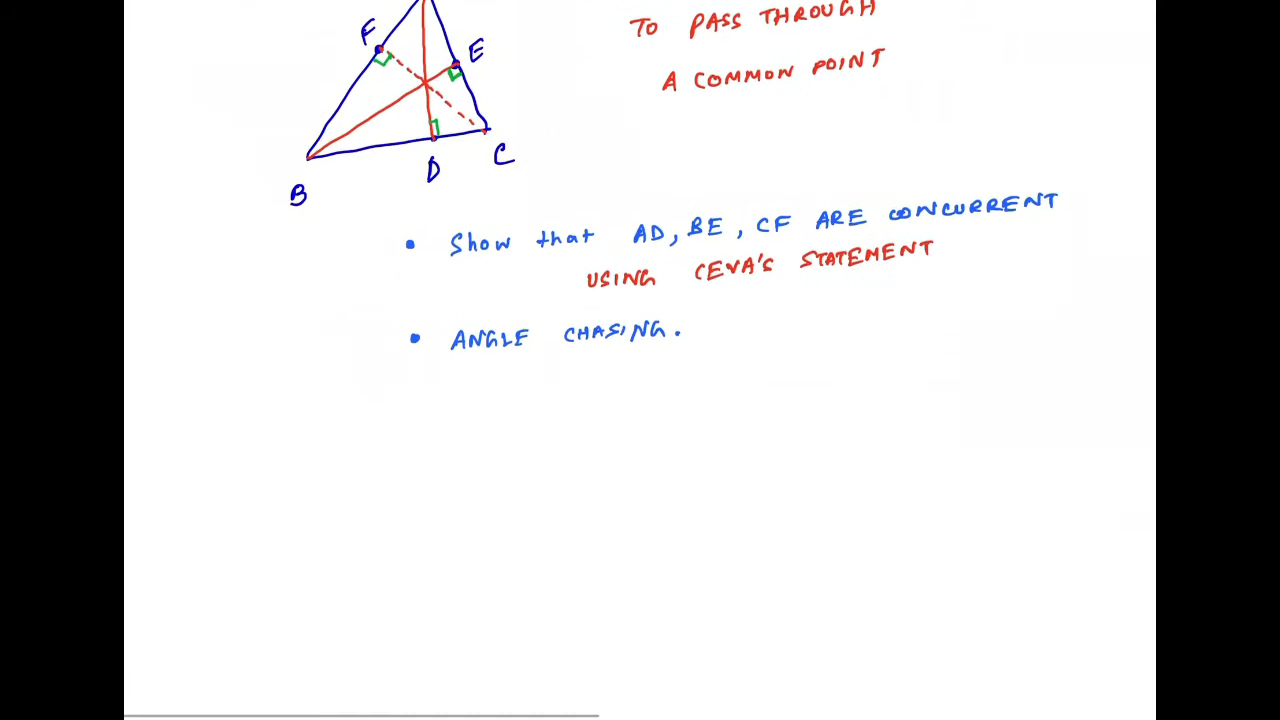 TO PASS THROUGH
A COMMON POINT
F
E
D
C
B
• Show that AD, BE, CF ARE CONCURRENT
USING CEVA'S STATEMENT
• ANGLE CHASING.